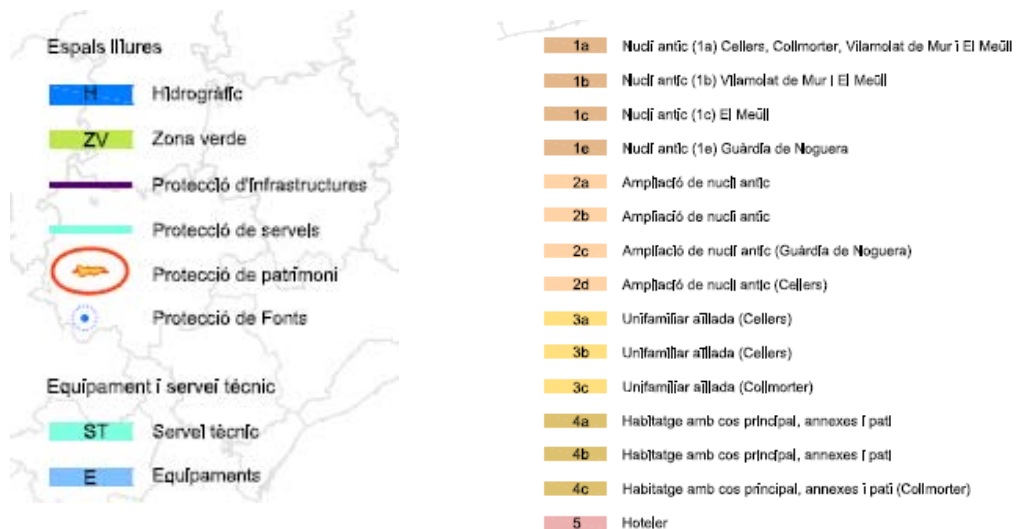 Espais lliures
H Hidrogràfic
ZV Zona verde
Protecció d'infrastructures
Protecció de serveis
Protecció de patrimoni
Protecció de Fonts
Equipament i servei tècnic
ST Servei tècnic
E Equipaments
1a Nucli antic (1a) Cellers, Collmorter, Vilamolat de Mur i El Meüll
1b Nucli antic (1b) Vilamolat de Mur i El Meüll
1c Nucli antic (1c) El Meüll
1e Nucli antic (1e) Guàrdia de Noguera
2a Ampliació de nucli antic
2b Ampliació de nucli antic
2c Ampliació de nucli antic (Guàrdia de Noguera)
2d Ampliació de nucli antic (Cellers)
3a Unifamiliar aïllada (Cellers)
3b Unifamiliar aïllada (Cellers)
3c Unifamiliar aïllada (Collmorter)
4a Habitatge amb cos principal, annexes i pati
4b Habitatge amb cos principal, annexes i pati
4c Habitatge amb cos principal, annexes i pati (Collmorter)
5 Hoteler